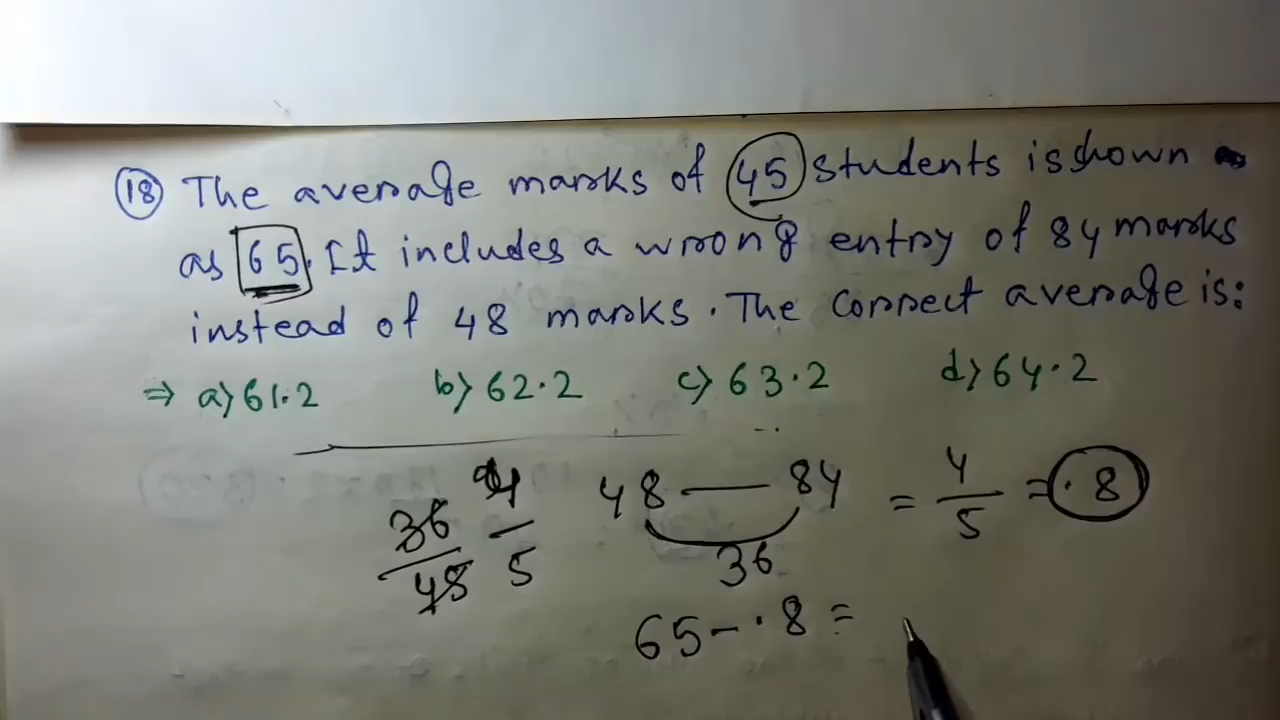 18 The average marks of 45 students is shown
as 65. It includes a wrong entry of 84 marks
instead of 48 marks. The correct average is:
⇒ a) 61.2 b) 62.2 c) 63.2 d) 64.2
36/45 4/5 48 — 84 = 4/5 = .8
36
65 - .8 =